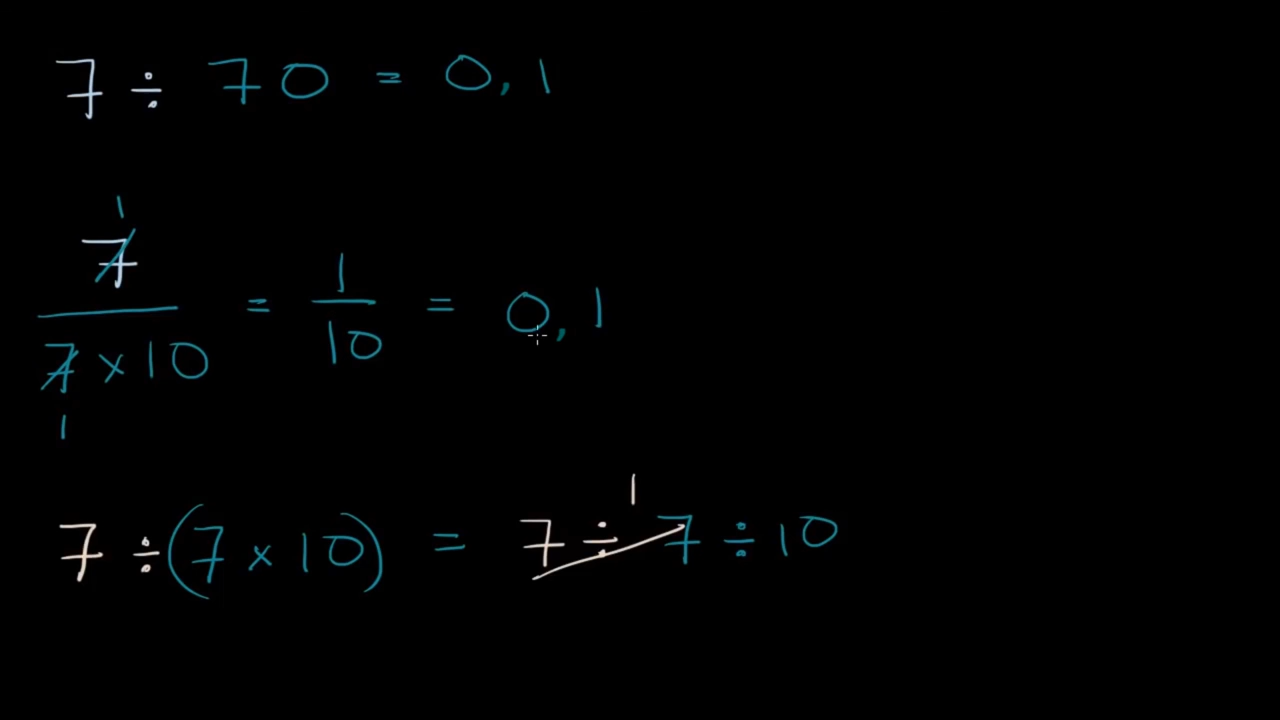 7 ÷ 70 = 0,1
1
7
7 × 10 = 1/10 = 0,1
1
1
7 ÷ (7 × 10) = 7 ÷ 7 ÷ 10